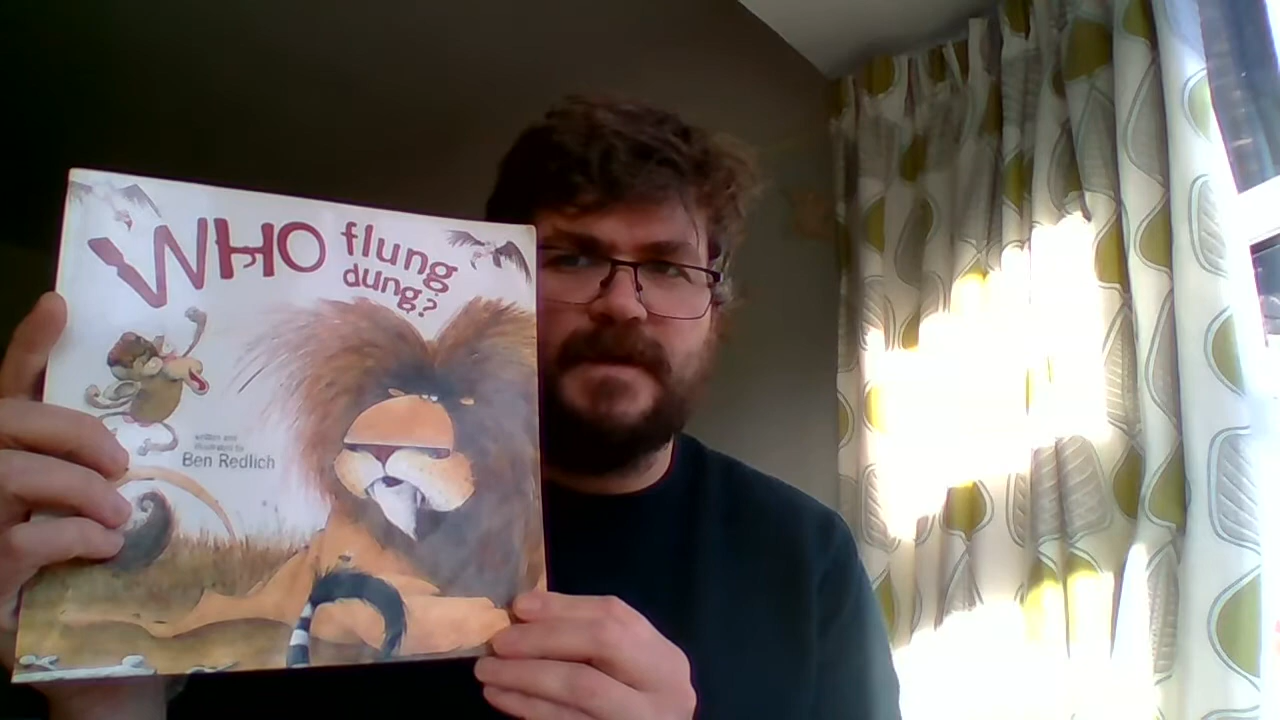 WHO flung
dung?
written and
illustrated by
Ben Redlich